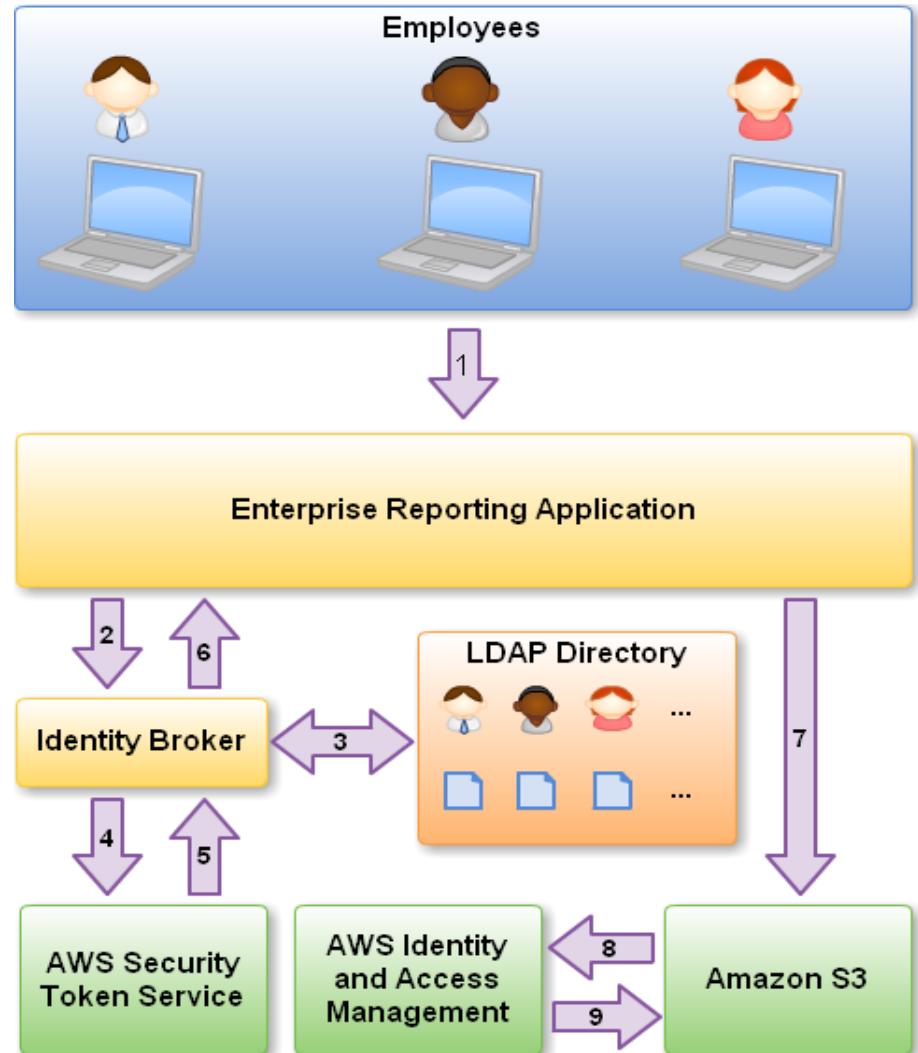 Employees
1
Enterprise Reporting Application
2
6
LDAP Directory
...
Identity Broker
3
7
...
4
5
AWS Security
Token Service
AWS Identity
and Access
Management
8
9
Amazon S3